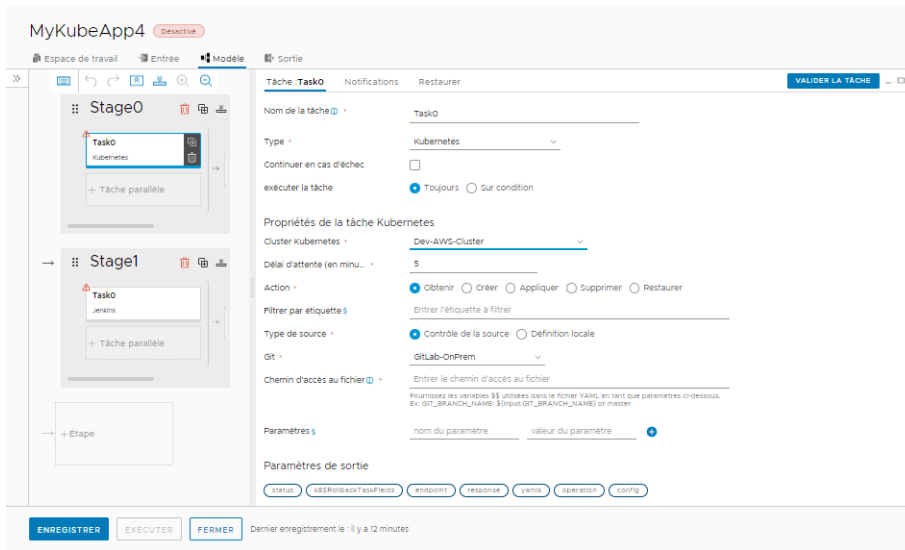 MyKubeApp4 Désactivé
Espace de travail Entrée Modèle Sortie
Tâche :Task0 Notifications Restaurer VALIDER LA TÂCHE
Stage0
Task0
Kubernetes
+ Tâche parallèle
Stage1
Task0
Jenkins
+ Tâche parallèle
+Étape
Nom de la tâche * Task0
Type * Kubernetes
Continuer en cas d'échec
exécuter la tâche Toujours Sur condition
Propriétés de la tâche Kubernetes
Cluster Kubernetes * Dev-AWS-Cluster
Délai d'attente (en minu... * 5
Action * Obtenir Créer Appliquer Supprimer Restaurer
Filtrer par étiquette $ Entrer l'étiquette à filtrer
Type de source * Contrôle de la source Définition locale
Git * GitLab-OnPrem
Chemin d'accès au fichier * Entrer le chemin d'accès au fichier
Fournissez les variables $$ utilisées dans le fichier YAML en tant que paramètres ci-dessous.
Ex: GIT_BRANCH_NAME: ${input.GIT_BRANCH_NAME} or master
Paramètres $ nom du paramètre valeur du paramètre
Paramètres de sortie
status k8SRollbackTaskFields endpoint response yamls operation config
ENREGISTRER EXÉCUTER FERMER Dernier enregistrement le : il y a 12 minutes